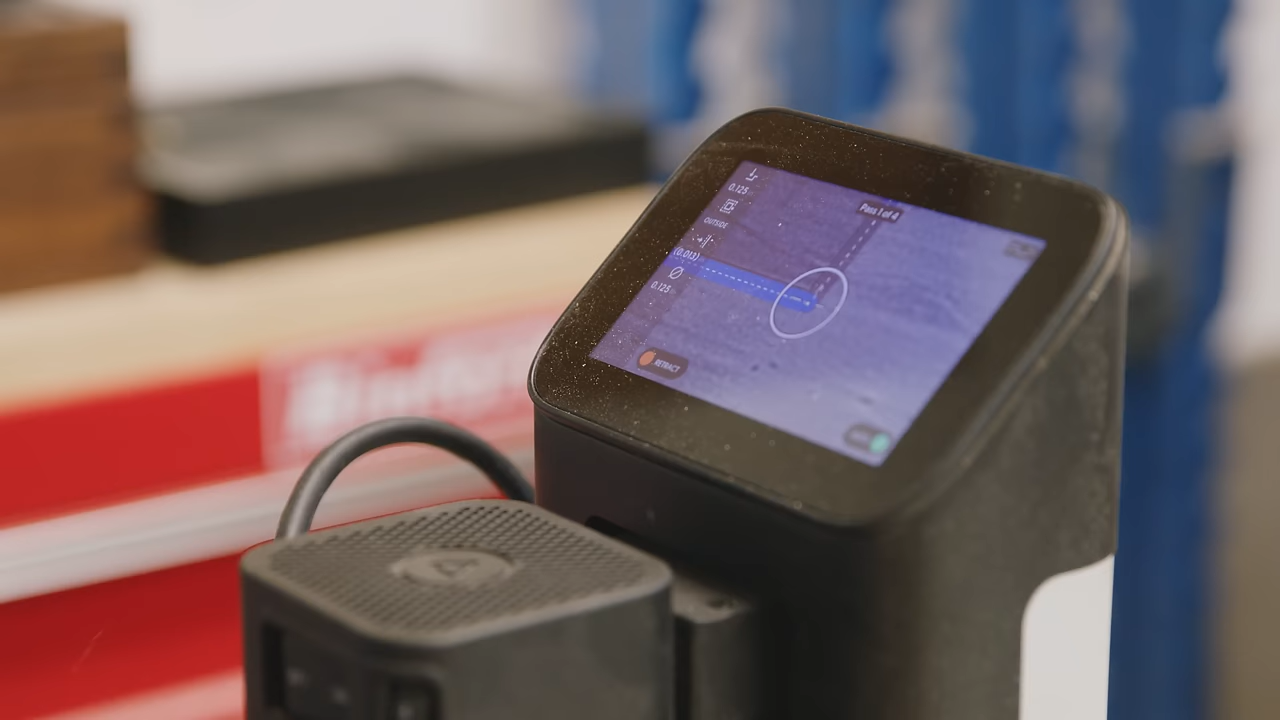 0.125
Pass 1 of 4
OUTSIDE
(0.013)
0.125
RETRACT